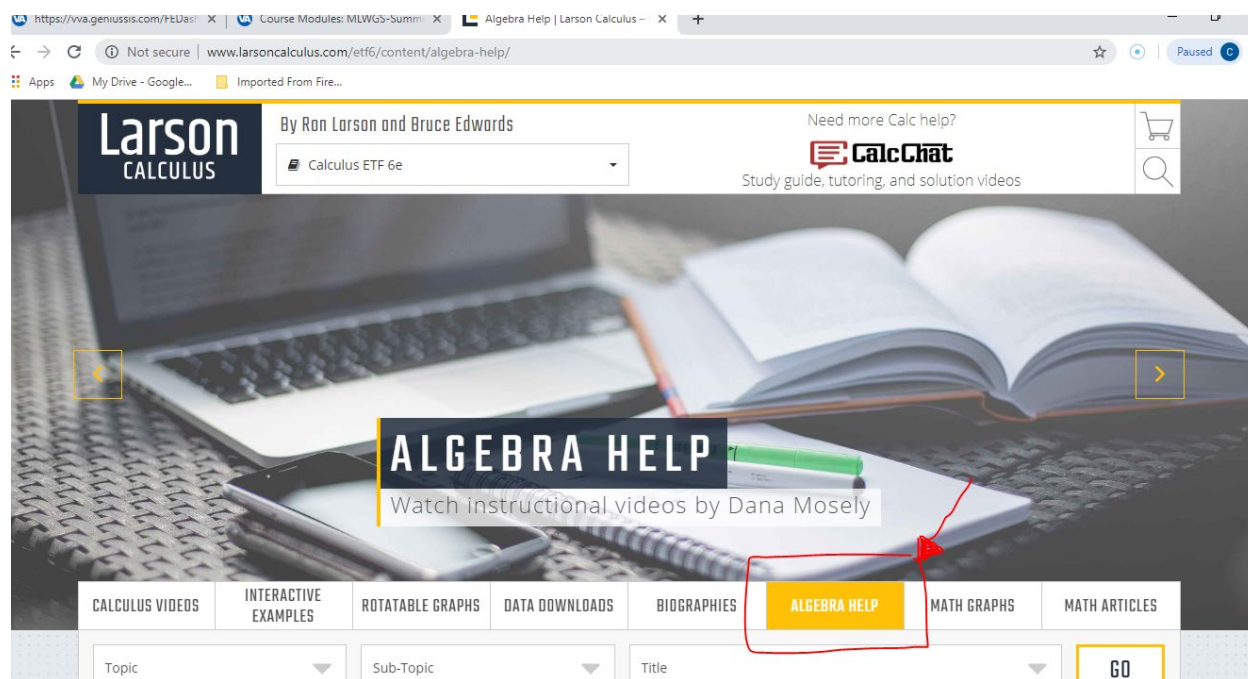 https://vva.geniussis.com/FEDash
Course Modules: MLWGS-Summ
Algebra Help | Larson Calculus –
Not secure | www.larsoncalculus.com/etf6/content/algebra-help/
Paused C
Apps My Drive - Google... Imported From Fire...
Larson
CALCULUS
By Ron Larson and Bruce Edwards
Calculus ETF 6e
Need more Calc help?
CalcChat
Study guide, tutoring, and solution videos
ALGEBRA HELP
Watch instructional videos by Dana Mosely
CALCULUS VIDEOS
INTERACTIVE
EXAMPLES
ROTATABLE GRAPHS
DATA DOWNLOADS
BIOGRAPHIES
ALGEBRA HELP
MATH GRAPHS
MATH ARTICLES
Topic
Sub-Topic
Title
GO